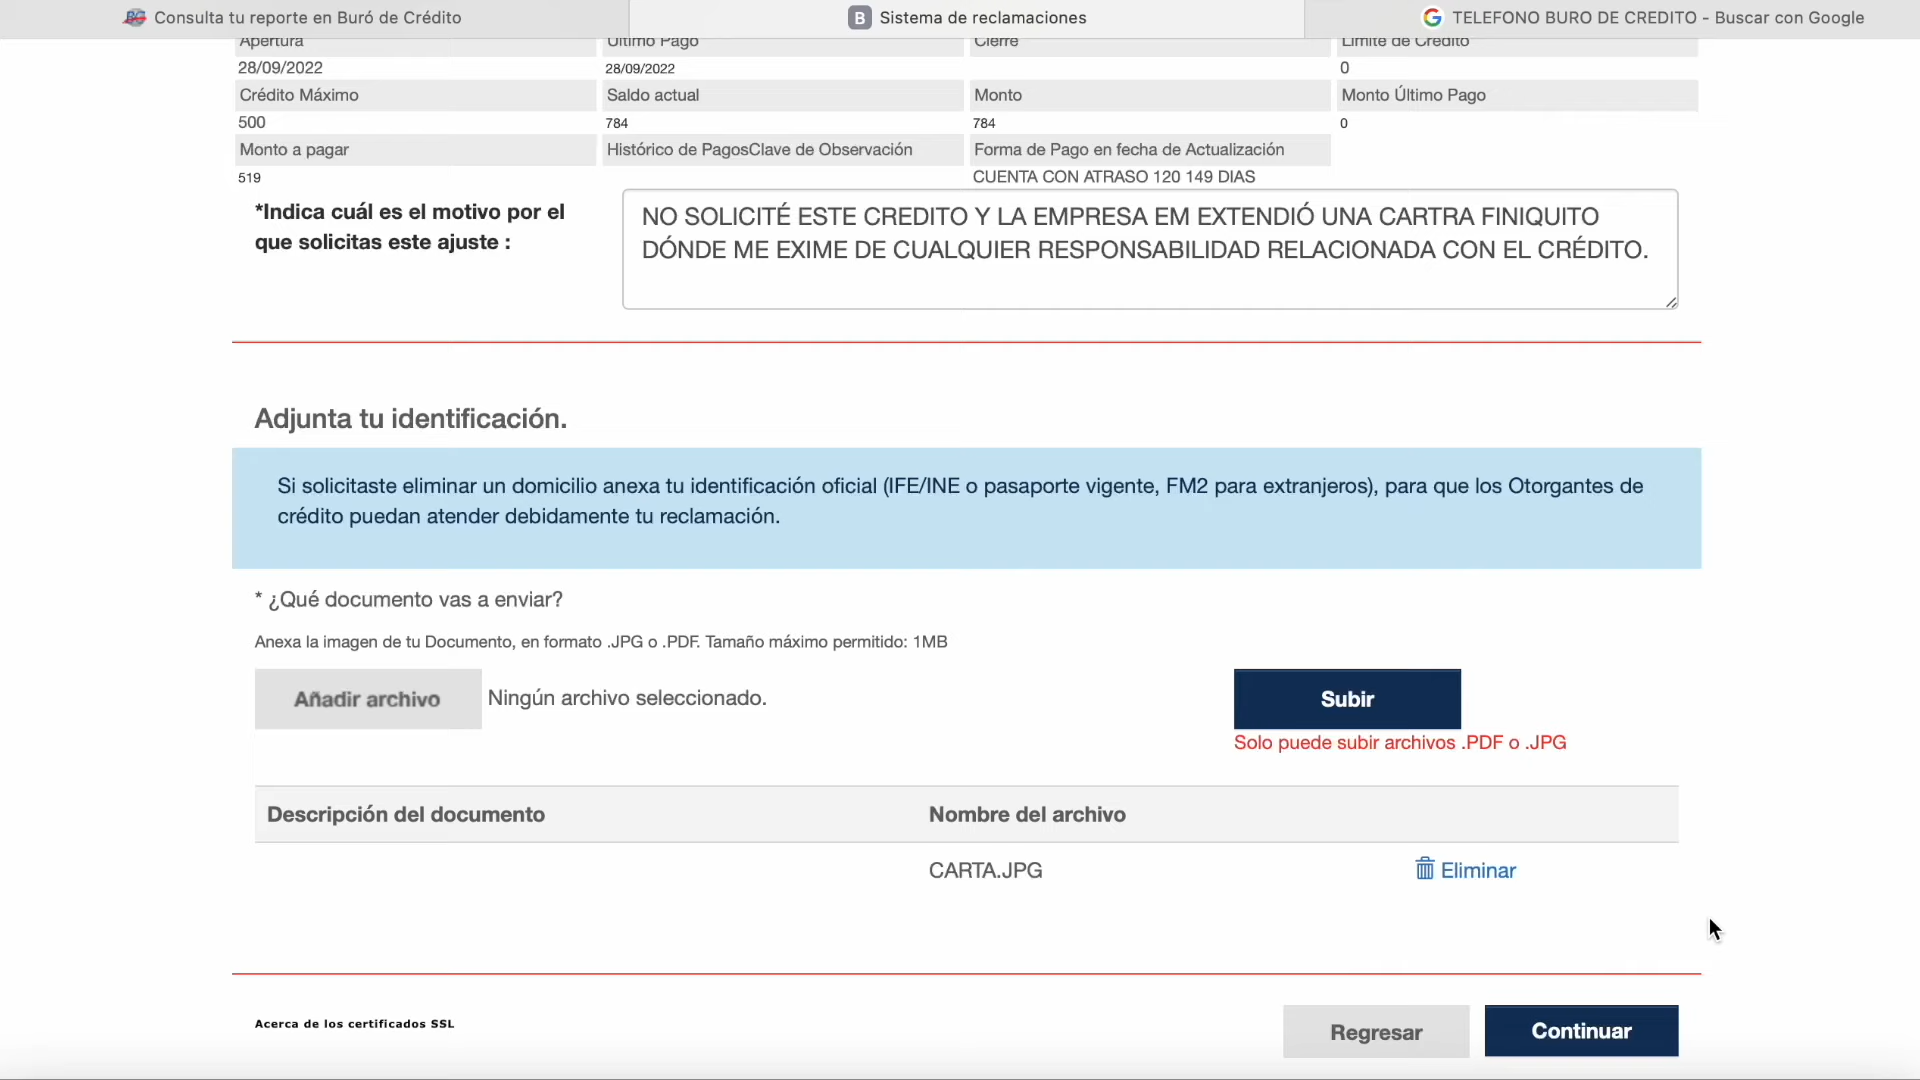 Consulta tu reporte en Buró de Crédito
B Sistema de reclamaciones
TELEFONO BURO DE CREDITO - Buscar con Google
Apertura Último Pago Cierre Límite de Crédito
28/09/2022 28/09/2022 0
Crédito Máximo Saldo actual Monto Monto Último Pago
500 784 784 0
Monto a pagar Histórico de PagosClave de Observación Forma de Pago en fecha de Actualización
519 CUENTA CON ATRASO 120 149 DIAS
*Indica cuál es el motivo por el
que solicitas este ajuste :
NO SOLICITÉ ESTE CREDITO Y LA EMPRESA EM EXTENDIÓ UNA CARTRA FINIQUITO
DÓNDE ME EXIME DE CUALQUIER RESPONSABILIDAD RELACIONADA CON EL CRÉDITO.
Adjunta tu identificación.
Si solicitaste eliminar un domicilio anexa tu identificación oficial (IFE/INE o pasaporte vigente, FM2 para extranjeros), para que los Otorgantes de
crédito puedan atender debidamente tu reclamación.
* ¿Qué documento vas a enviar?
Anexa la imagen de tu Documento, en formato .JPG o .PDF. Tamaño máximo permitido: 1MB
Añadir archivo Ningún archivo seleccionado. Subir
Solo puede subir archivos .PDF o .JPG
Descripción del documento Nombre del archivo
CARTA.JPG Eliminar
Acerca de los certificados SSL
Regresar Continuar